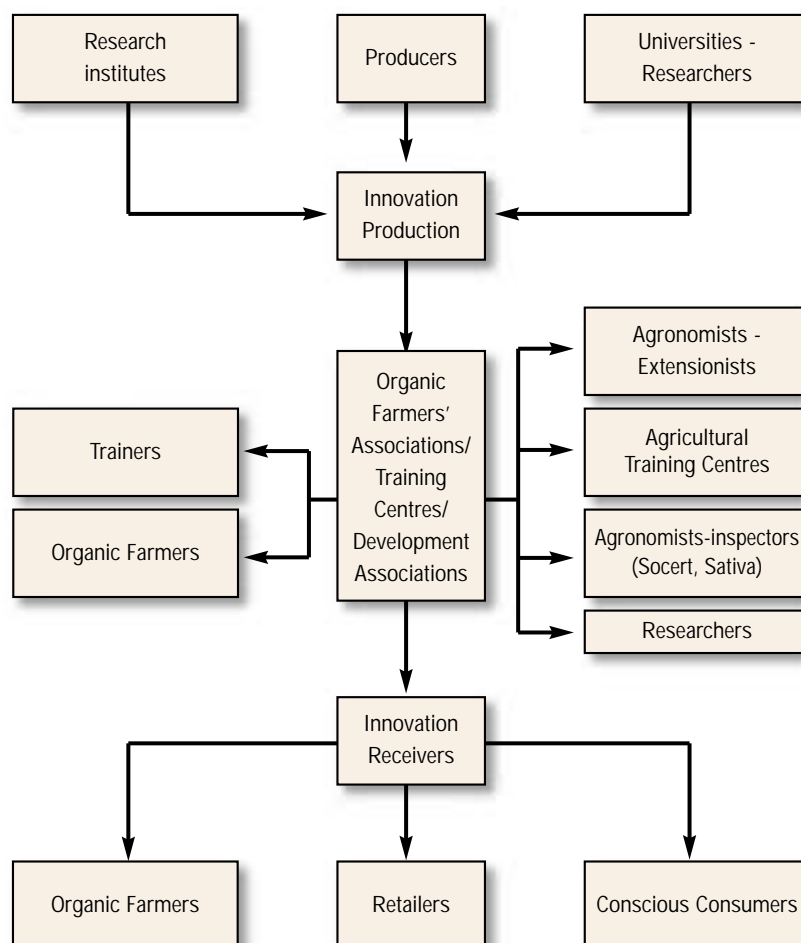 Research
institutes
Producers
Universities -
Researchers
Innovation
Production
Organic
Farmers'
Associations/
Training
Centres/
Development
Associations
Trainers
Organic Farmers
Agronomists -
Extensionists
Agricultural
Training Centres
Agronomists-inspectors
(Socert, Sativa)
Researchers
Innovation
Receivers
Organic Farmers
Retailers
Conscious Consumers